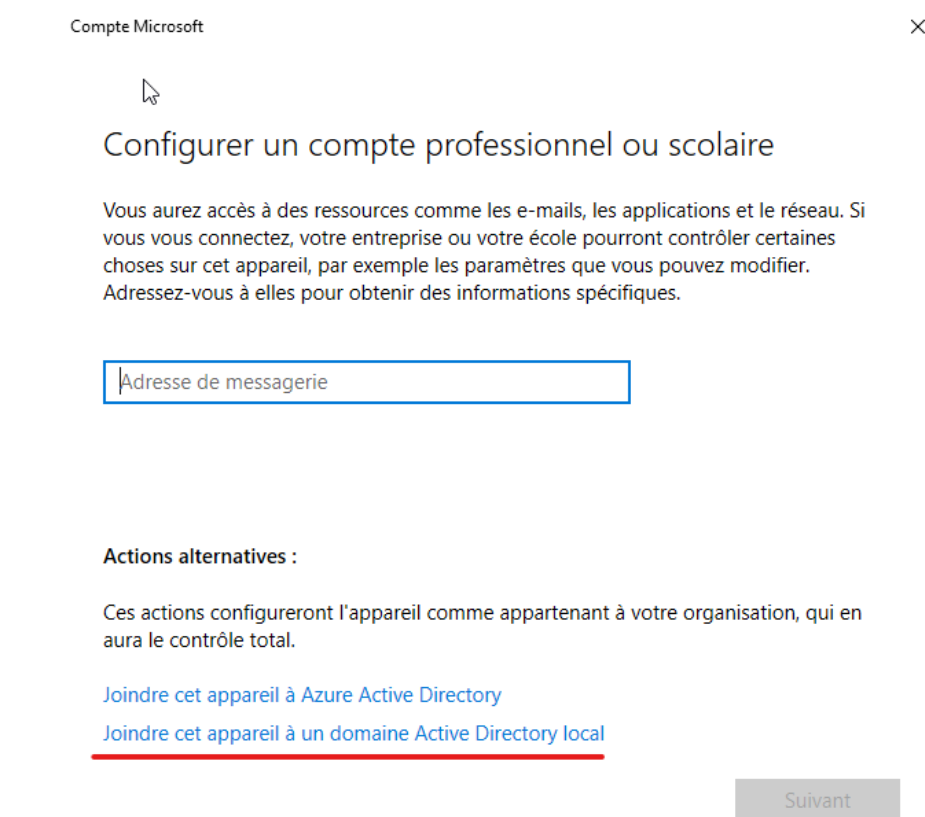 Compte Microsoft
Configurer un compte professionnel ou scolaire
Vous aurez accès à des ressources comme les e-mails, les applications et le réseau. Si
vous vous connectez, votre entreprise ou votre école pourront contrôler certaines
choses sur cet appareil, par exemple les paramètres que vous pouvez modifier.
Adressez-vous à elles pour obtenir des informations spécifiques.
Adresse de messagerie
Actions alternatives :
Ces actions configureront l'appareil comme appartenant à votre organisation, qui en
aura le contrôle total.
Joindre cet appareil à Azure Active Directory
Joindre cet appareil à un domaine Active Directory local
Suivant